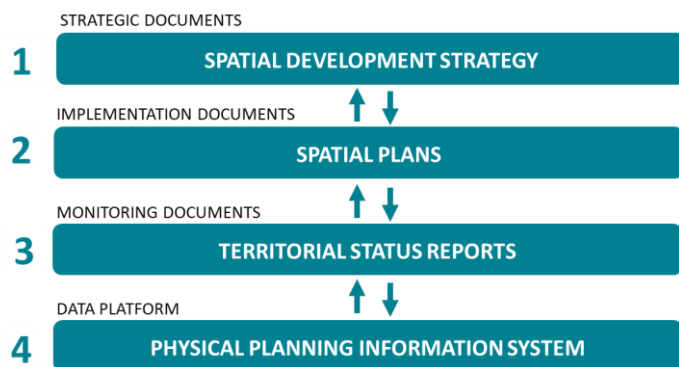 STRATEGIC DOCUMENTS
1 SPATIAL DEVELOPMENT STRATEGY
IMPLEMENTATION DOCUMENTS
2 SPATIAL PLANS
MONITORING DOCUMENTS
3 TERRITORIAL STATUS REPORTS
DATA PLATFORM
4 PHYSICAL PLANNING INFORMATION SYSTEM